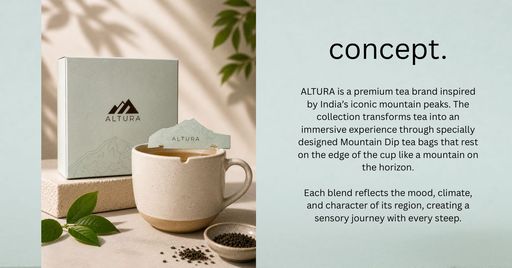 concept.
ALTURA
ALTURA
ALTURA is a premium tea brand inspired
by India's iconic mountain peaks. The
collection transforms tea into an
immersive experience through specially
designed Mountain Dip tea bags that rest
on the edge of the cup like a mountain on
the horizon.
Each blend reflects the mood, climate,
and character of its region, creating a
sensory journey with every steep.